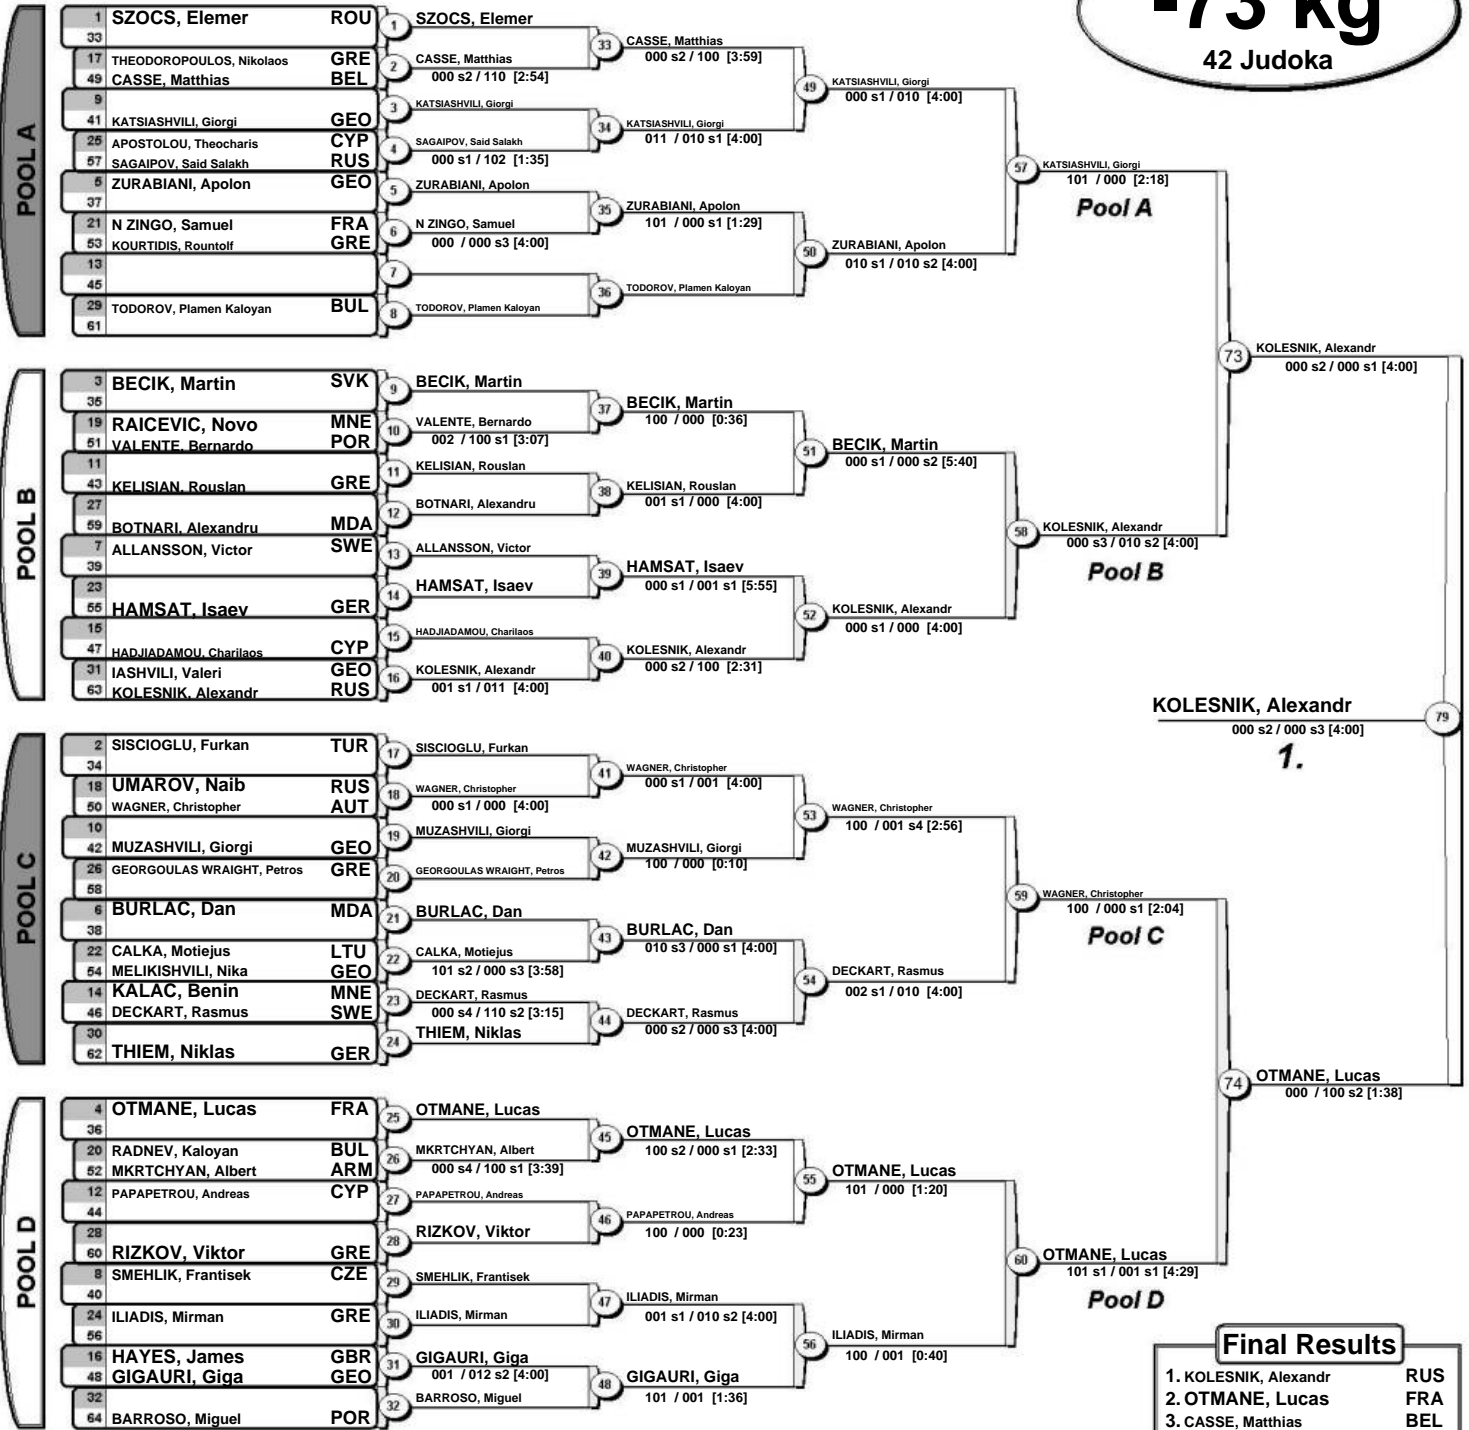 -73 kg
42 Judoka
POOL A
1 SZOCS, Elemer ROU
33
17 THEODOROPOULOS, Nikolaos GRE
49 CASSE, Matthias BEL
9
41 KATSIASHVILI, Giorgi GEO
25 APOSTOLOU, Theocharis CYP
57 SAGAIPOV, Said Salakh RUS
5 ZURABIANI, Apolon GEO
37
21 N ZINGO, Samuel FRA
53 KOURTIDIS, Rountolf GRE
13
45
29 TODOROV, Plamen Kaloyan BUL
61
1 SZOCS, Elemer
2 CASSE, Matthias
000 s2 / 110 [2:54]
3 KATSIASHVILI, Giorgi
4 SAGAIPOV, Said Salakh
000 s1 / 102 [1:35]
5 ZURABIANI, Apolon
6 N ZINGO, Samuel
000 / 000 s3 [4:00]
7
8 TODOROV, Plamen Kaloyan
33 CASSE, Matthias
000 s2 / 100 [3:59]
34 KATSIASHVILI, Giorgi
011 / 010 s1 [4:00]
35 ZURABIANI, Apolon
101 / 000 s1 [1:29]
36 TODOROV, Plamen Kaloyan
49 KATSIASHVILI, Giorgi
000 s1 / 010 [4:00]
50 ZURABIANI, Apolon
010 s1 / 010 s2 [4:00]
57 KATSIASHVILI, Giorgi
101 / 000 [2:18]
Pool A
POOL B
3 BECIK, Martin SVK
35
19 RAICEVIC, Novo MNE
51 VALENTE, Bernardo POR
11
43 KELISIAN, Rouslan GRE
27
59 BOTNARI, Alexandru MDA
7 ALLANSSON, Victor SWE
39
23
55 HAMSAT, Isaev GER
15
47 HADJIADAMOU, Charilaos CYP
31 IASHVILI, Valeri GEO
63 KOLESNIK, Alexandr RUS
9 BECIK, Martin
10 VALENTE, Bernardo
002 / 100 s1 [3:07]
11 KELISIAN, Rouslan
12 BOTNARI, Alexandru
13 ALLANSSON, Victor
14 HAMSAT, Isaev
15 HADJIADAMOU, Charilaos
16 KOLESNIK, Alexandr
001 s1 / 011 [4:00]
37 BECIK, Martin
100 / 000 [0:36]
38 KELISIAN, Rouslan
001 s1 / 000 [4:00]
39 HAMSAT, Isaev
000 s1 / 001 s1 [5:55]
40 KOLESNIK, Alexandr
000 s2 / 100 [2:31]
51 BECIK, Martin
000 s1 / 000 s2 [5:40]
52 KOLESNIK, Alexandr
000 s1 / 000 [4:00]
58 KOLESNIK, Alexandr
000 s3 / 010 s2 [4:00]
Pool B
73 KOLESNIK, Alexandr
000 s2 / 000 s1 [4:00]
KOLESNIK, Alexandr 79
000 s2 / 000 s3 [4:00]
1.
POOL C
2 SISCIOGLU, Furkan TUR
34
18 UMAROV, Naib RUS
50 WAGNER, Christopher AUT
10
42 MUZASHVILI, Giorgi GEO
26 GEORGOULAS WRAIGHT, Petros GRE
58
6 BURLAC, Dan MDA
38
22 CALKA, Motiejus LTU
54 MELIKISHVILI, Nika GEO
14 KALAC, Benin MNE
46 DECKART, Rasmus SWE
30
62 THIEM, Niklas GER
17 SISCIOGLU, Furkan
18 WAGNER, Christopher
000 s1 / 000 [4:00]
19 MUZASHVILI, Giorgi
20 GEORGOULAS WRAIGHT, Petros
21 BURLAC, Dan
22 CALKA, Motiejus
101 s2 / 000 s3 [3:58]
23 DECKART, Rasmus
000 s4 / 110 s2 [3:15]
24 THIEM, Niklas
41 WAGNER, Christopher
000 s1 / 001 [4:00]
42 MUZASHVILI, Giorgi
100 / 000 [0:10]
43 BURLAC, Dan
010 s3 / 000 s1 [4:00]
44 DECKART, Rasmus
000 s2 / 000 s3 [4:00]
53 WAGNER, Christopher
100 / 001 s4 [2:56]
54 DECKART, Rasmus
002 s1 / 010 [4:00]
59 WAGNER, Christopher
100 / 000 s1 [2:04]
Pool C
74 OTMANE, Lucas
000 / 100 s2 [1:38]
POOL D
4 OTMANE, Lucas FRA
36
20 RADNEV, Kaloyan BUL
52 MKRTCHYAN, Albert ARM
12 PAPAPETROU, Andreas CYP
44
28
60 RIZKOV, Viktor GRE
8 SMEHLIK, Frantisek CZE
40
24 ILIADIS, Mirman GRE
56
16 HAYES, James GBR
48 GIGAURI, Giga GEO
32
64 BARROSO, Miguel POR
25 OTMANE, Lucas
26 MKRTCHYAN, Albert
000 s4 / 100 s1 [3:39]
27 PAPAPETROU, Andreas
28 RIZKOV, Viktor
29 SMEHLIK, Frantisek
30 ILIADIS, Mirman
31 GIGAURI, Giga
001 / 012 s2 [4:00]
32 BARROSO, Miguel
45 OTMANE, Lucas
100 s2 / 000 s1 [2:33]
46 PAPAPETROU, Andreas
100 / 000 [0:23]
47 ILIADIS, Mirman
001 s1 / 010 s2 [4:00]
48 GIGAURI, Giga
101 / 001 [1:36]
55 OTMANE, Lucas
101 / 000 [1:20]
56 ILIADIS, Mirman
100 / 001 [0:40]
60 OTMANE, Lucas
101 s1 / 001 s1 [4:29]
Pool D
Final Results
1. KOLESNIK, Alexandr RUS
2. OTMANE, Lucas FRA
3. CASSE, Matthias BEL